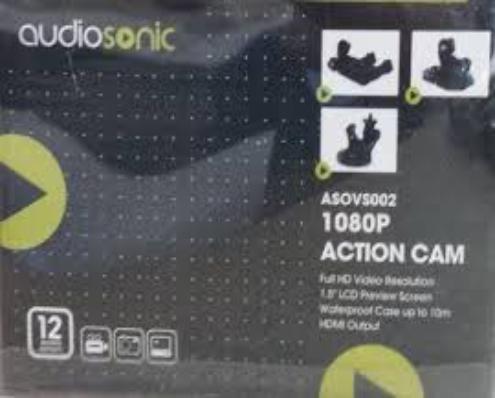 audiosonic
ASOVS002
1080P
ACTION CAM
Full HD Video Resolution
1.5" LCD Preview Screen
Waterproof Case up to 10m
HDMI Output
12